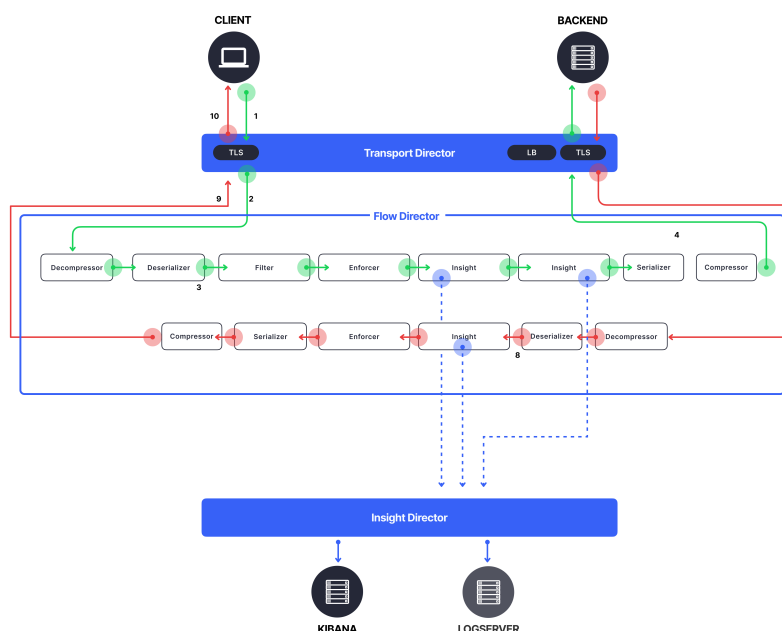 CLIENT
BACKEND
10
1
TLS
Transport Director
LB
TLS
9
2
Flow Director
4
Decompressor
Deserializer
Filter
Enforcer
Insight
Insight
Serializer
Compressor
3
Compressor
Serializer
Enforcer
Insight
Deserializer
Decompressor
8
Insight Director
KIBANA
LOGSERVER